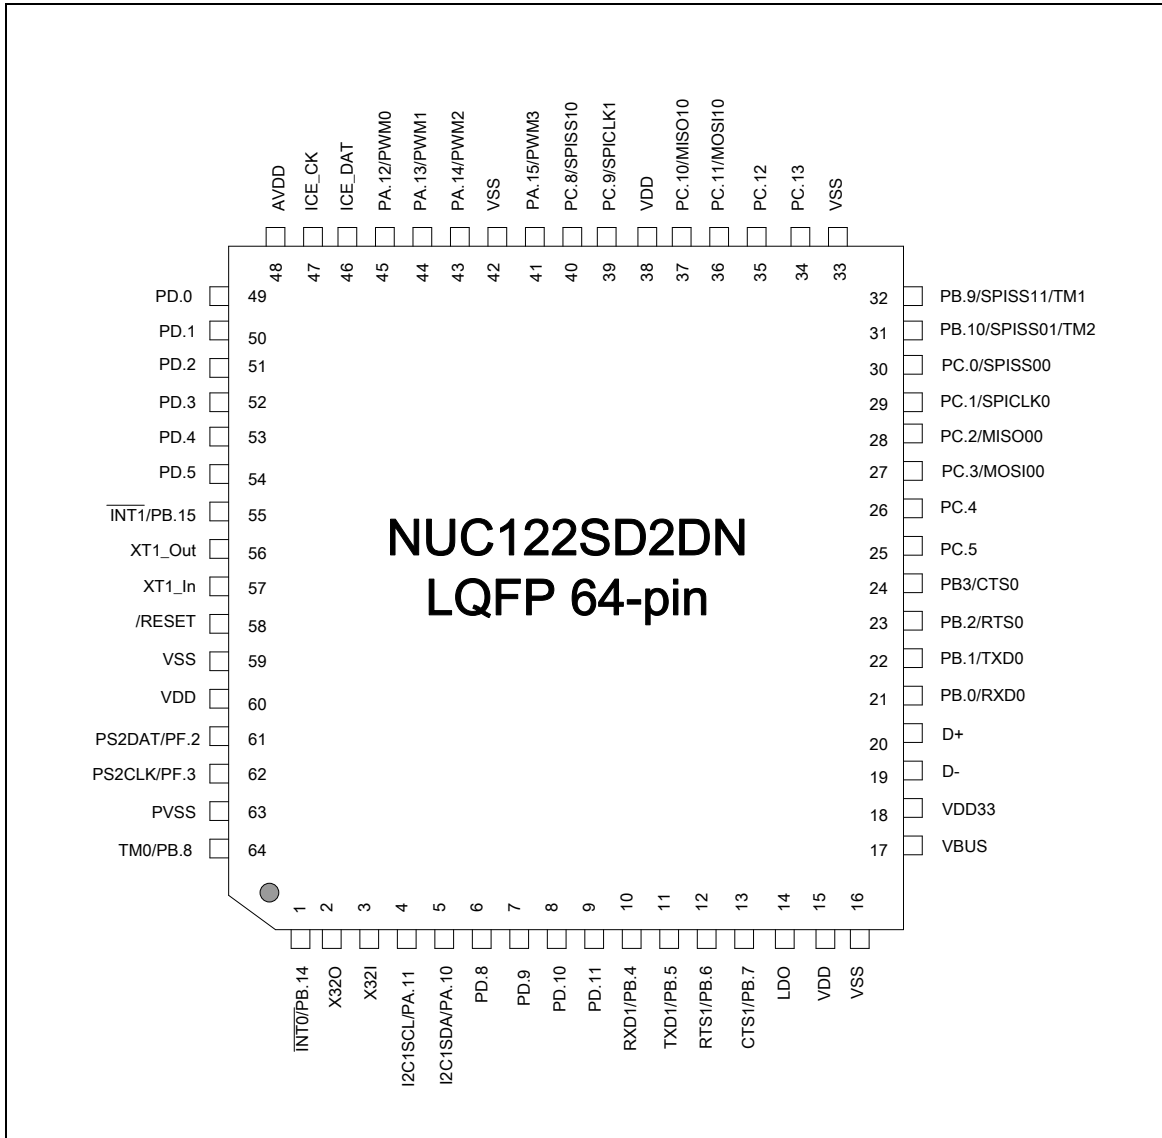 AVDD
ICE_CK
ICE_DAT
PA.12/PWM0
PA.13/PWM1
PA.14/PWM2
VSS
PA.15/PWM3
PC.8/SPISS10
PC.9/SPICLK1
VDD
PC.10/MISO10
PC.11/MOSI10
PC.12
PC.13
VSS
48
47
46
45
44
43
42
41
40
39
38
37
36
35
34
33
PD.0 49
PD.1 50
PD.2 51
PD.3 52
PD.4 53
PD.5 54
INT1/PB.15 55
XT1_Out 56
XT1_In 57
/RESET 58
VSS 59
VDD 60
PS2DAT/PF.2 61
PS2CLK/PF.3 62
PVSS 63
TM0/PB.8 64
NUC122SD2DN
LQFP 64-pin
32 PB.9/SPISS11/TM1
31 PB.10/SPISS01/TM2
30 PC.0/SPISS00
29 PC.1/SPICLK0
28 PC.2/MISO00
27 PC.3/MOSI00
26 PC.4
25 PC.5
24 PB3/CTS0
23 PB.2/RTS0
22 PB.1/TXD0
21 PB.0/RXD0
20 D+
19 D-
18 VDD33
17 VBUS
1
2
3
4
5
6
7
8
9
10
11
12
13
14
15
16
INT0/PB.14
X32O
X32I
I2C1SCL/PA.11
I2C1SDA/PA.10
PD.8
PD.9
PD.10
PD.11
RXD1/PB.4
TXD1/PB.5
RTS1/PB.6
CTS1/PB.7
LDO
VDD
VSS